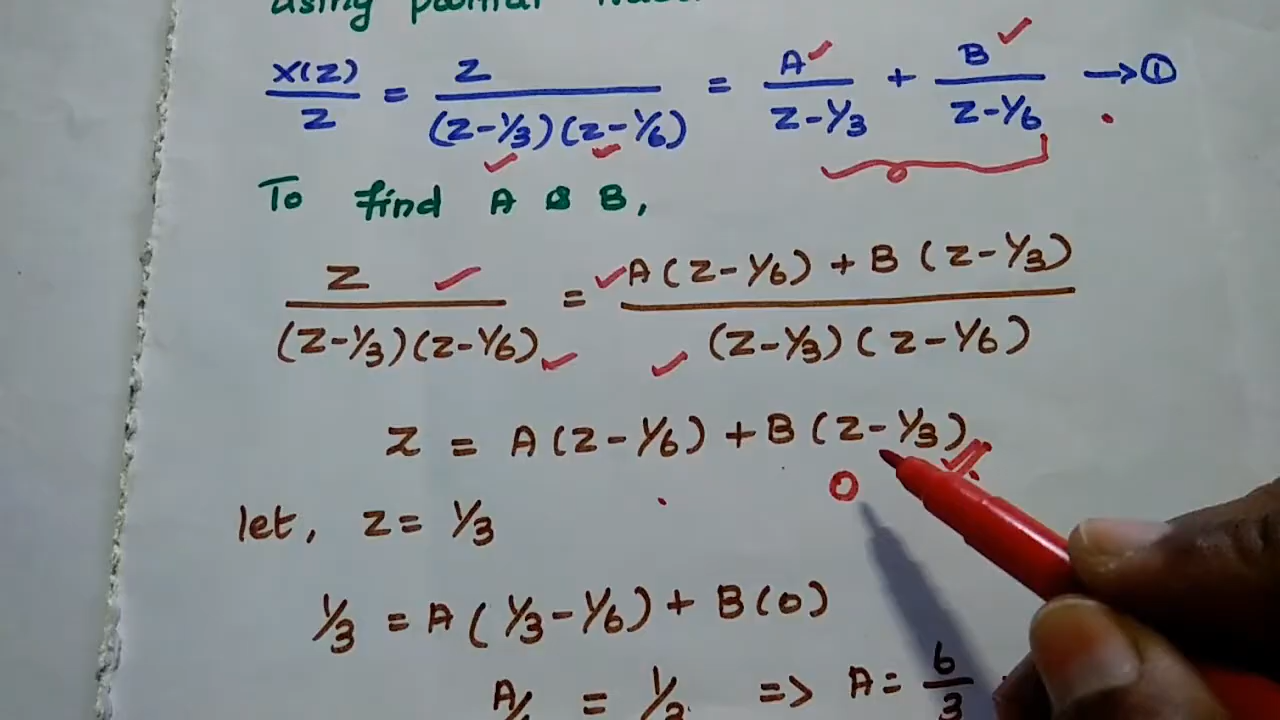 using
X(Z)/Z = Z/((Z-1/3)(Z-1/6)) = A/(Z-1/3) + B/(Z-1/6) → ①
To find A & B,
Z/((Z-1/3)(Z-1/6)) = (A(Z-1/6) + B(Z-1/3))/((Z-1/3)(Z-1/6))
Z = A(Z-1/6) + B(Z-1/3)
0
let, Z = 1/3
1/3 = A(1/3-1/6) + B(0)
= 1/3 => A = 6/3